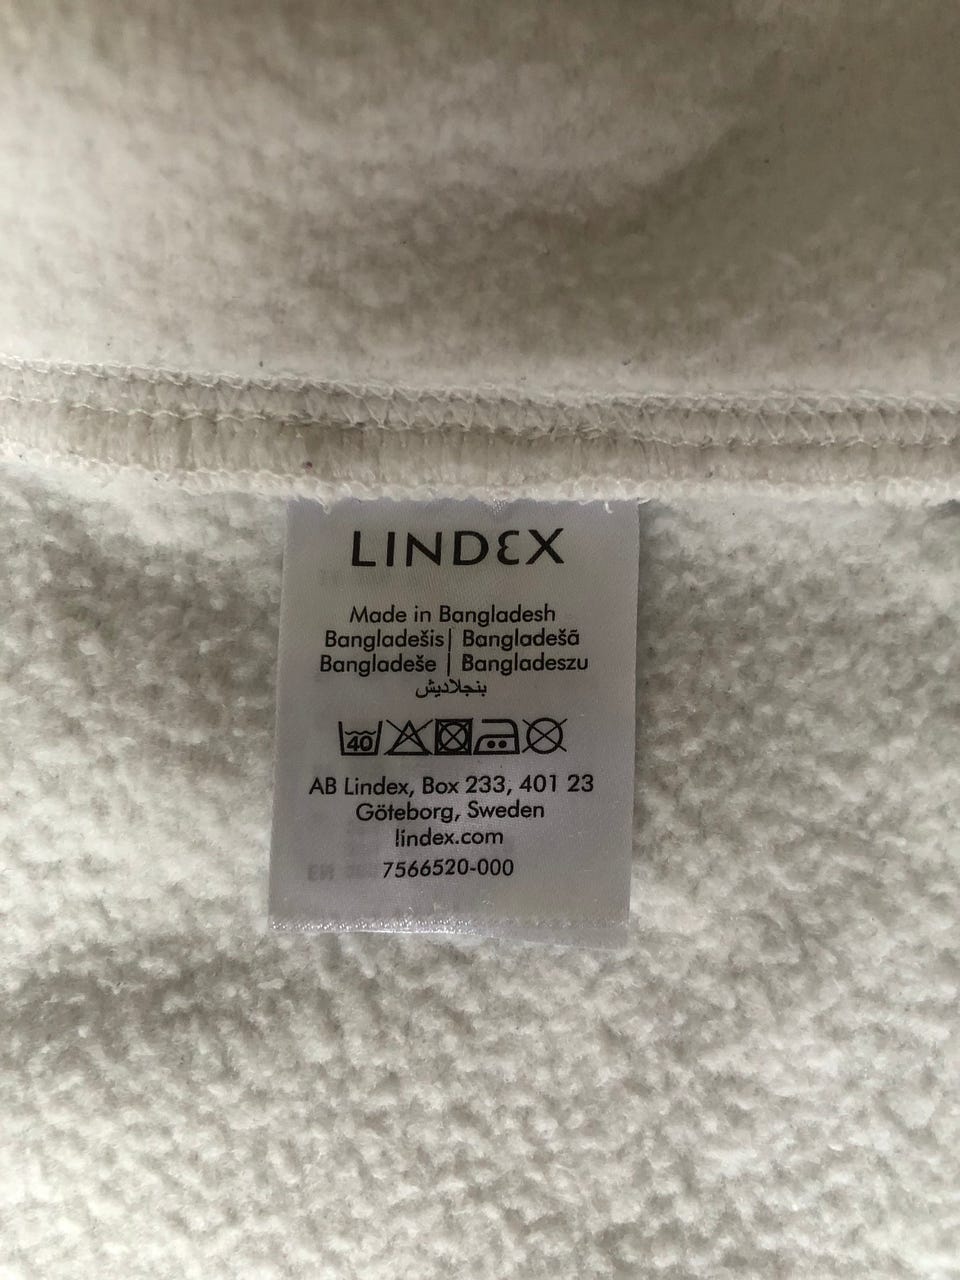 LINDEX
Made in Bangladesh
Bangladešis| Bangladešā
Bangladeše | Bangladeszu
بنجلاديش
40
AB Lindex, Box 233, 401 23
Göteborg, Sweden
lindex.com
7566520-000